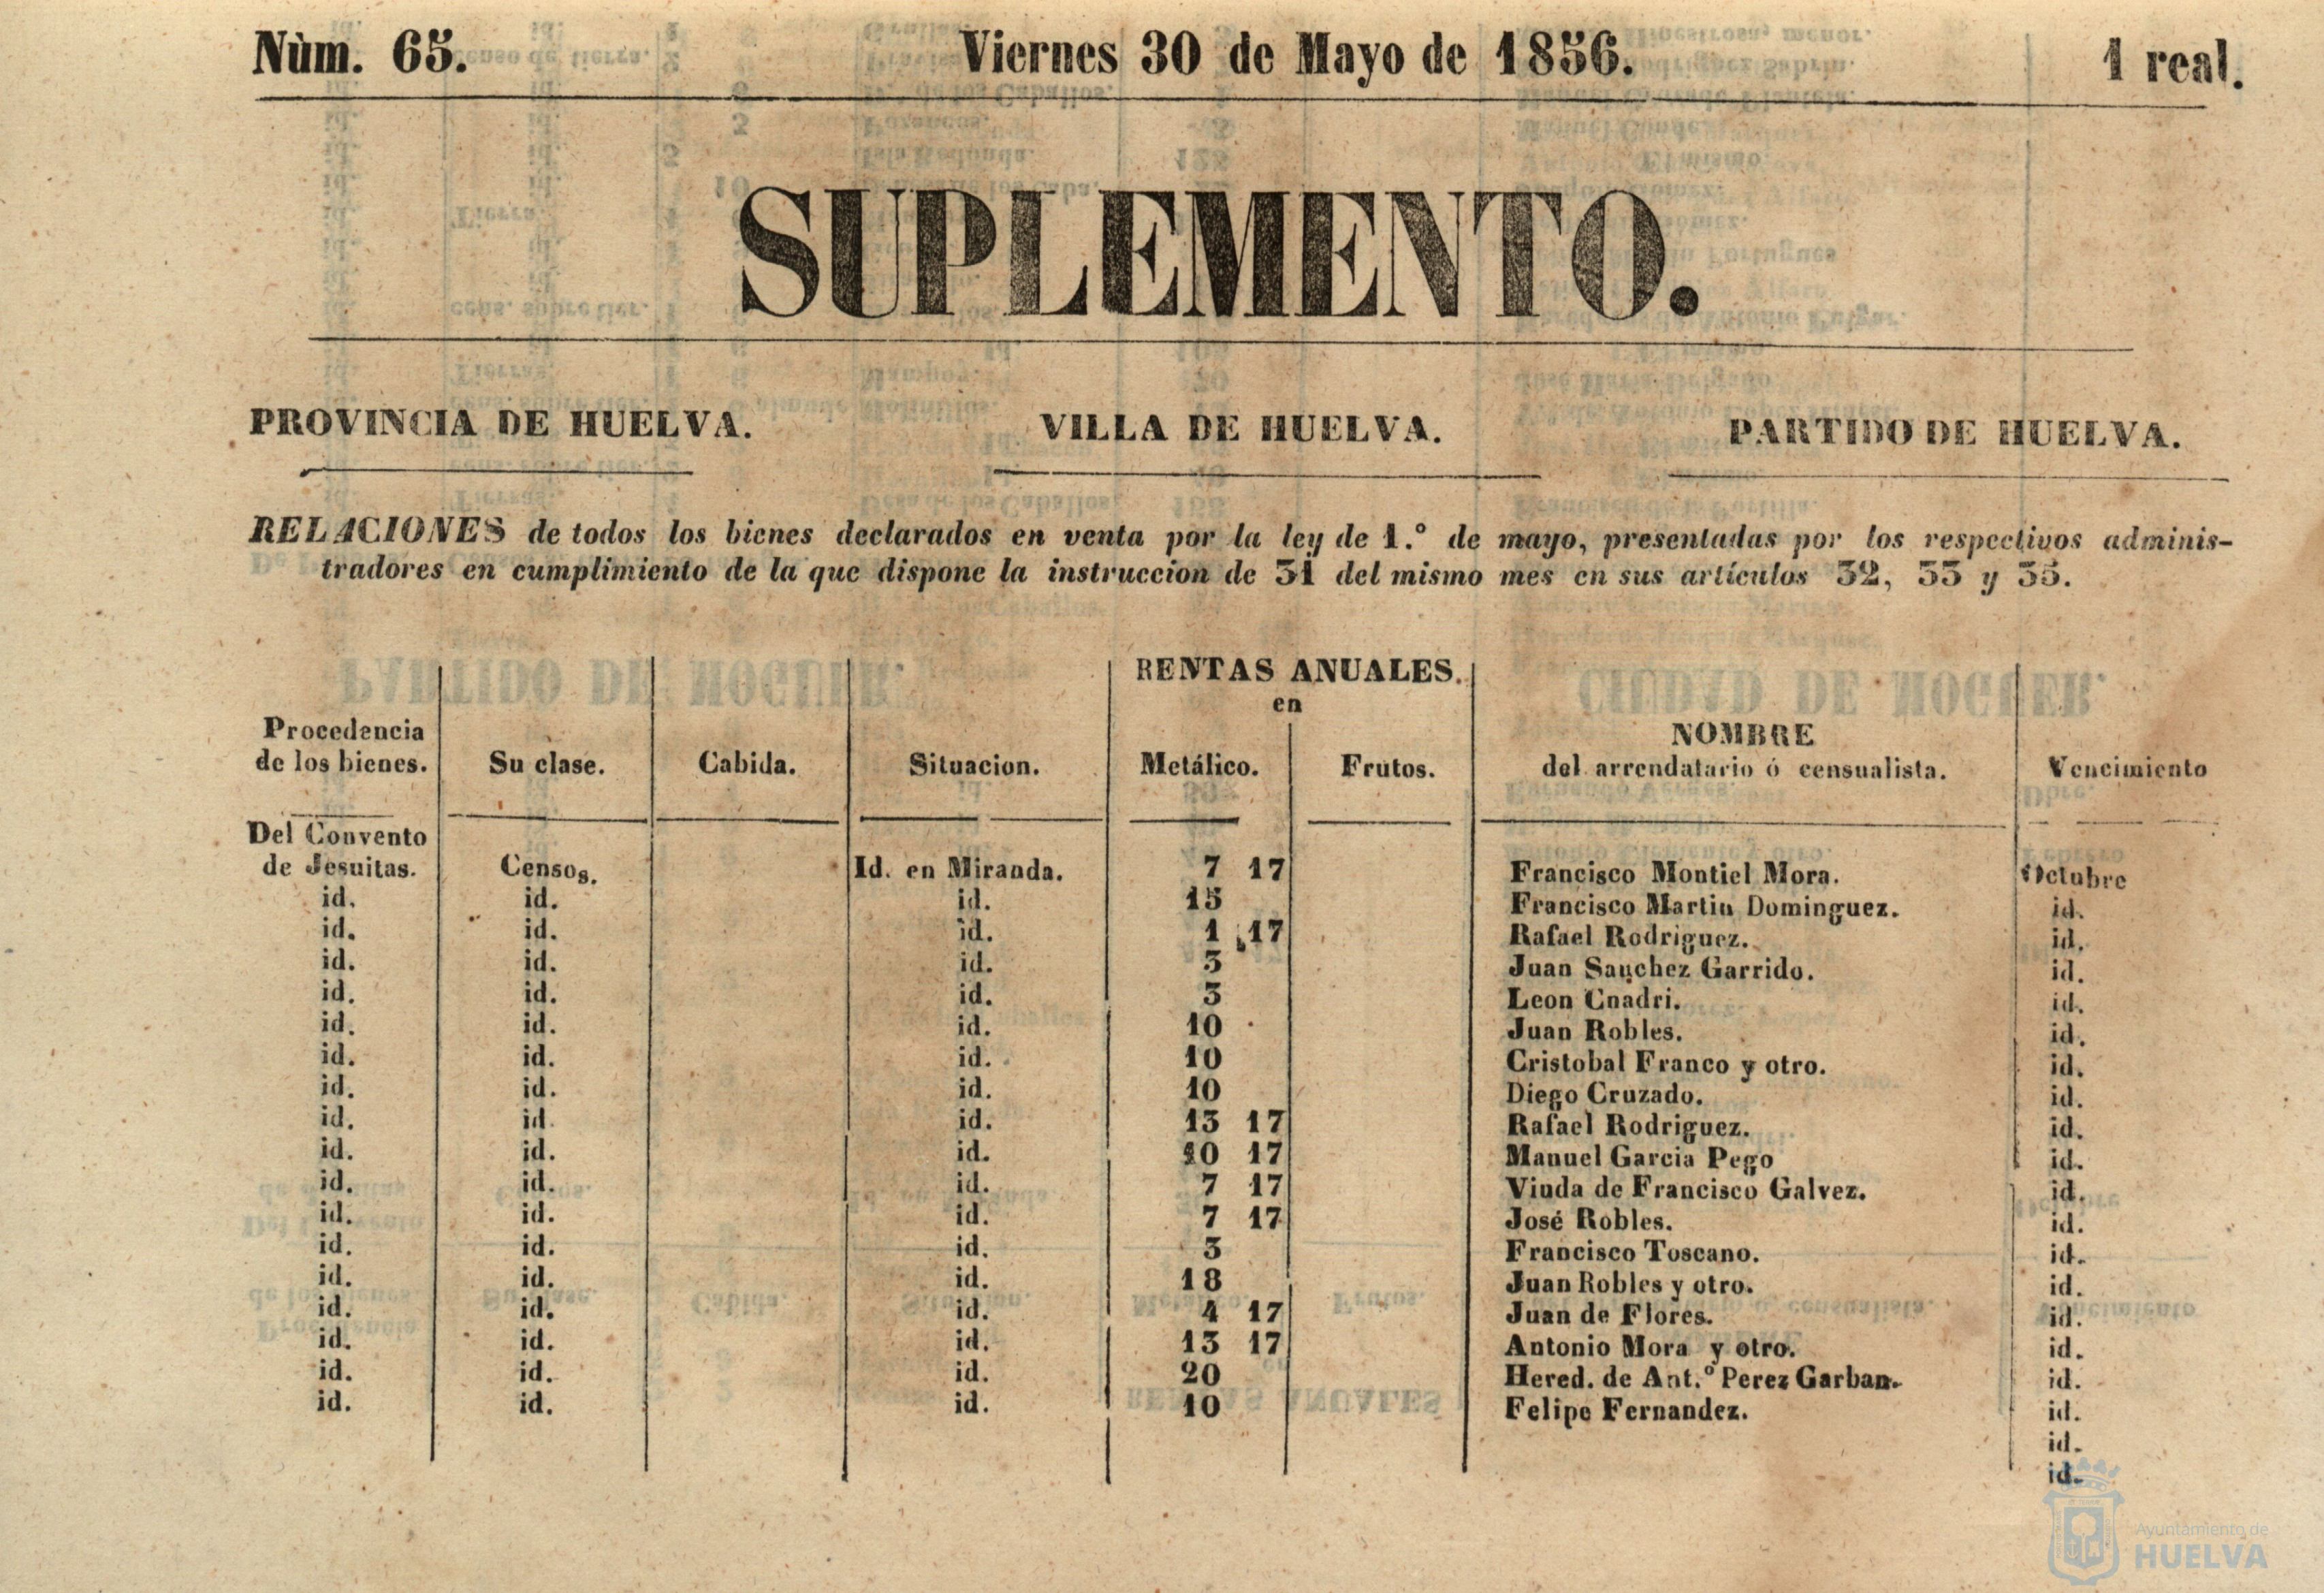 Nùm. 65. Viernes 30 de Mayo de 1856. 1 real.
SUPLEMENTO.
PROVINCIA DE HUELVA. VILLA DE HUELVA. PARTIDO DE HUELVA.
RELACIONES de todos los bienes declarados en venta por la ley de 1.º de mayo, presentadas por los respectivos adminis-
tradores en cumplimiento de la que dispone la instruccion de 31 del mismo mes en sus artículos 32, 33 y 35.
RENTAS ANUALES.
en
Procedencia NOMBRE
de los bienes. Su clase. Cabida. Situacion. Metálico. Frutos. del arrendatario ó censualista. Vencimiento
Del Convento
de Jesuitas. Censos. Id. en Miranda. 7 17 Francisco Montiel Mora. Octubre
id. id. id. 15 Francisco Martin Dominguez. id.
id. id. id. 1 17 Rafael Rodriguez. id.
id. id. id. 3 Juan Sanchez Garrido. id.
id. id. id. 3 Leon Cnadri. id.
id. id. id. 10 Juan Robles. id.
id. id. id. 10 Cristobal Franco y otro. id.
id. id. id. 10 Diego Cruzado. id.
id. id. id. 13 17 Rafael Rodriguez. id.
id. id. id. 10 17 Manuel Garcia Pego id.
id. id. id. 7 17 Viuda de Francisco Galvez. id.
id. id. id. 7 17 José Robles. id.
id. id. id. 3 Francisco Toscano. id.
id. id. id. 18 Juan Robles y otro. id.
id. id. id. 4 17 Juan de Flores. id.
id. id. id. 13 17 Antonio Mora y otro. id.
id. id. id. 20 Hered. de Ant.º Perez Garban. id.
id. id. id. 10 Felipe Fernandez. id.
id.
id.
Ayuntamiento de
HUELVA